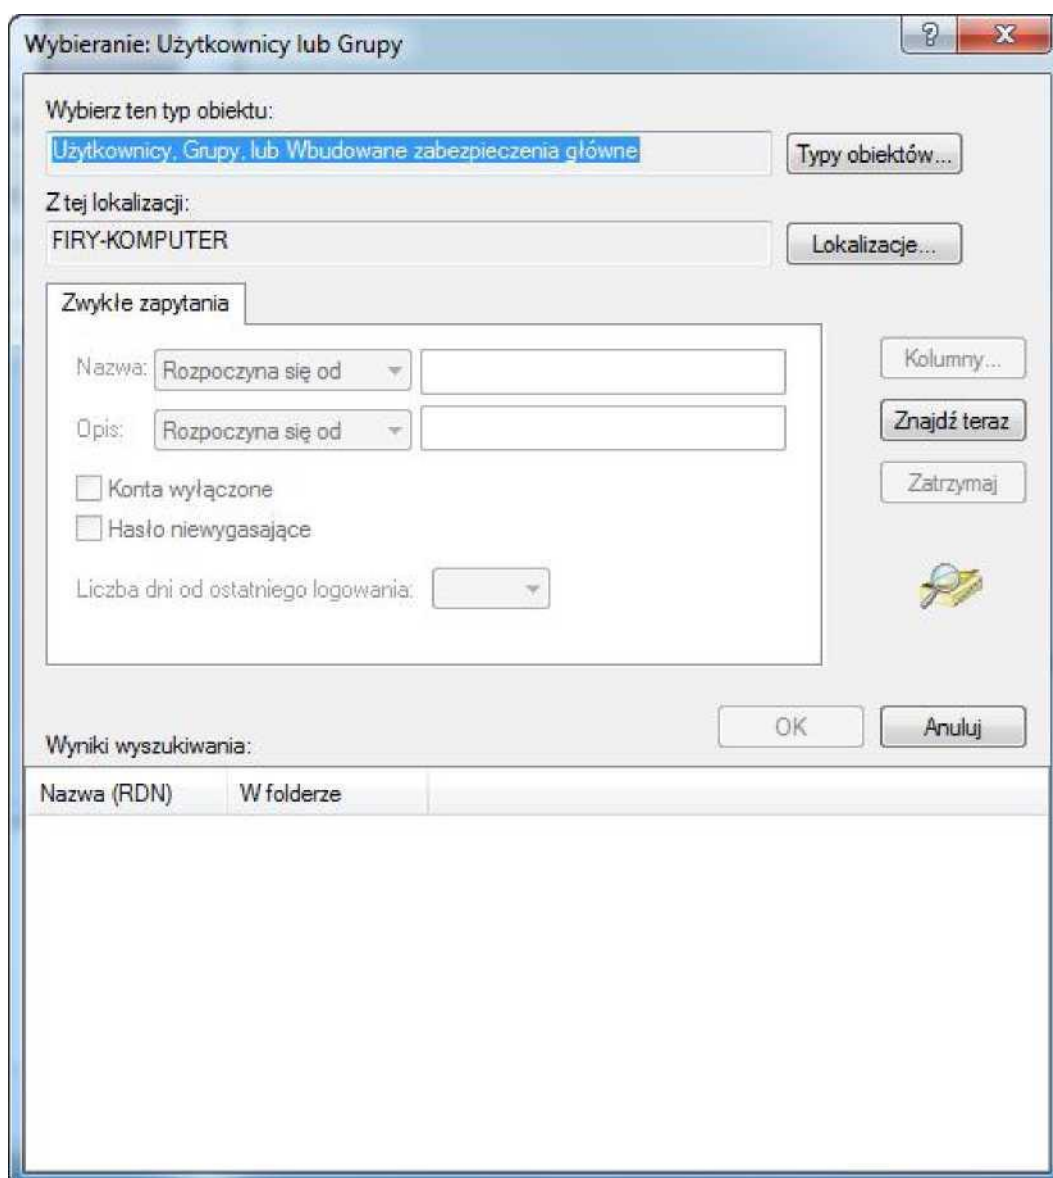 Wybieranie: Użytkownicy lub Grupy
Wybierz ten typ obiektu:
Użytkownicy, Grupy, lub Wbudowane zabezpieczenia główne
Typy obiektów...
Z tej lokalizacji:
FIRY-KOMPUTER
Lokalizacje...
Zwykłe zapytania
Nazwa: Rozpoczyna się od
Kolumny...
Opis: Rozpoczyna się od
Znajdź teraz
Konta wyłączone
Zatrzymaj
Hasło niewygasające
Liczba dni od ostatniego logowania:
OK
Anuluj
Wyniki wyszukiwania:
Nazwa (RDN) W folderze